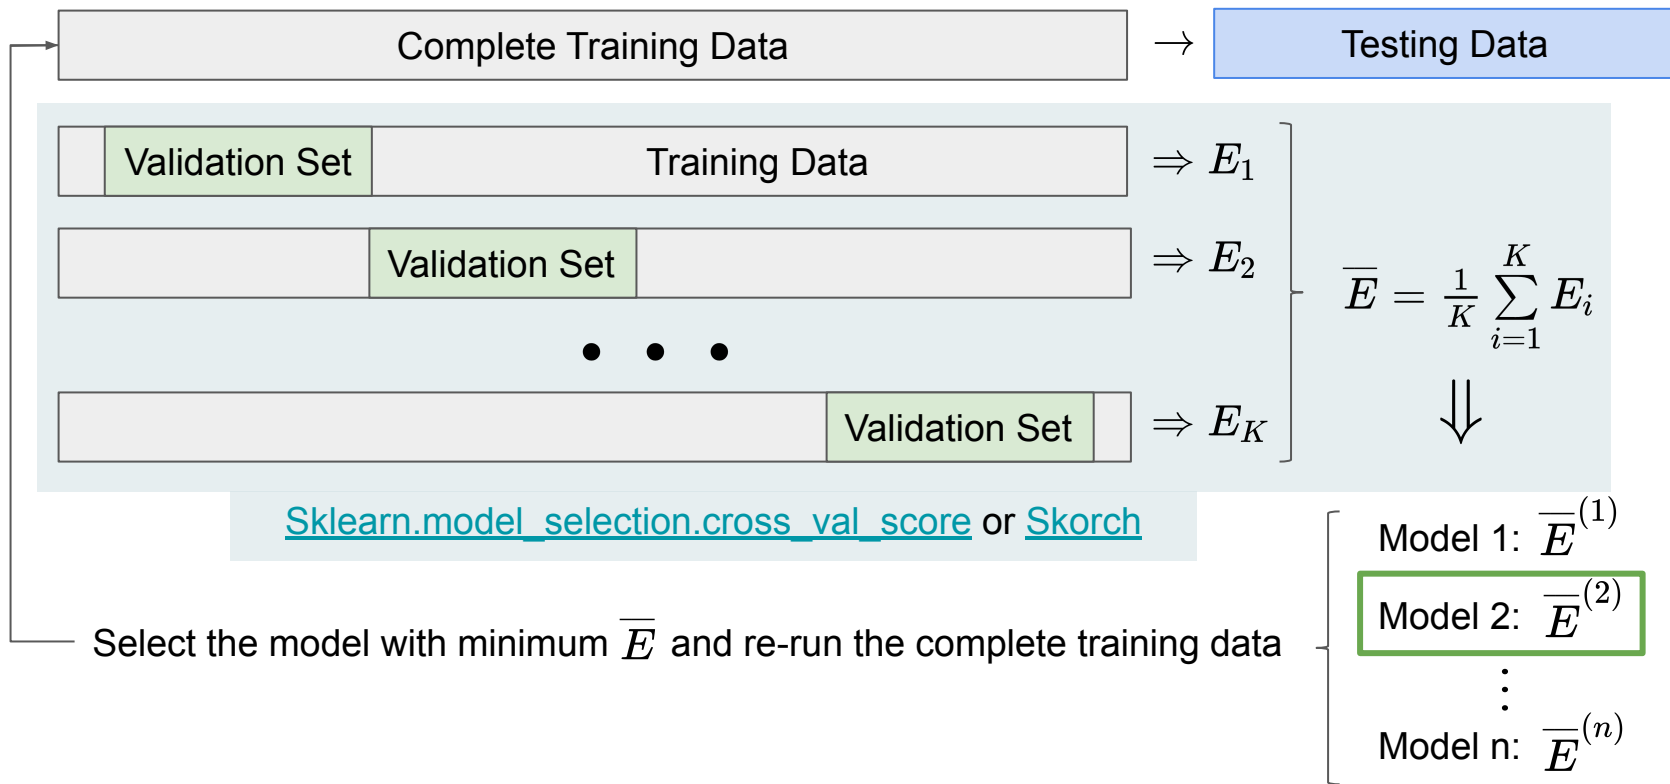 Complete Training Data → Testing Data
Validation Set Training Data ⇒ E₁
Validation Set ⇒ E₂
E̅ = 1/K ∑_{i=1}^{K} E_i
• • •
Validation Set ⇒ E_K
⇓
Sklearn.model_selection.cross_val_score or Skorch
Model 1: E̅^(1)
Model 2: E̅^(2)
Select the model with minimum E̅ and re-run the complete training data
⋮
Model n: E̅^(n)